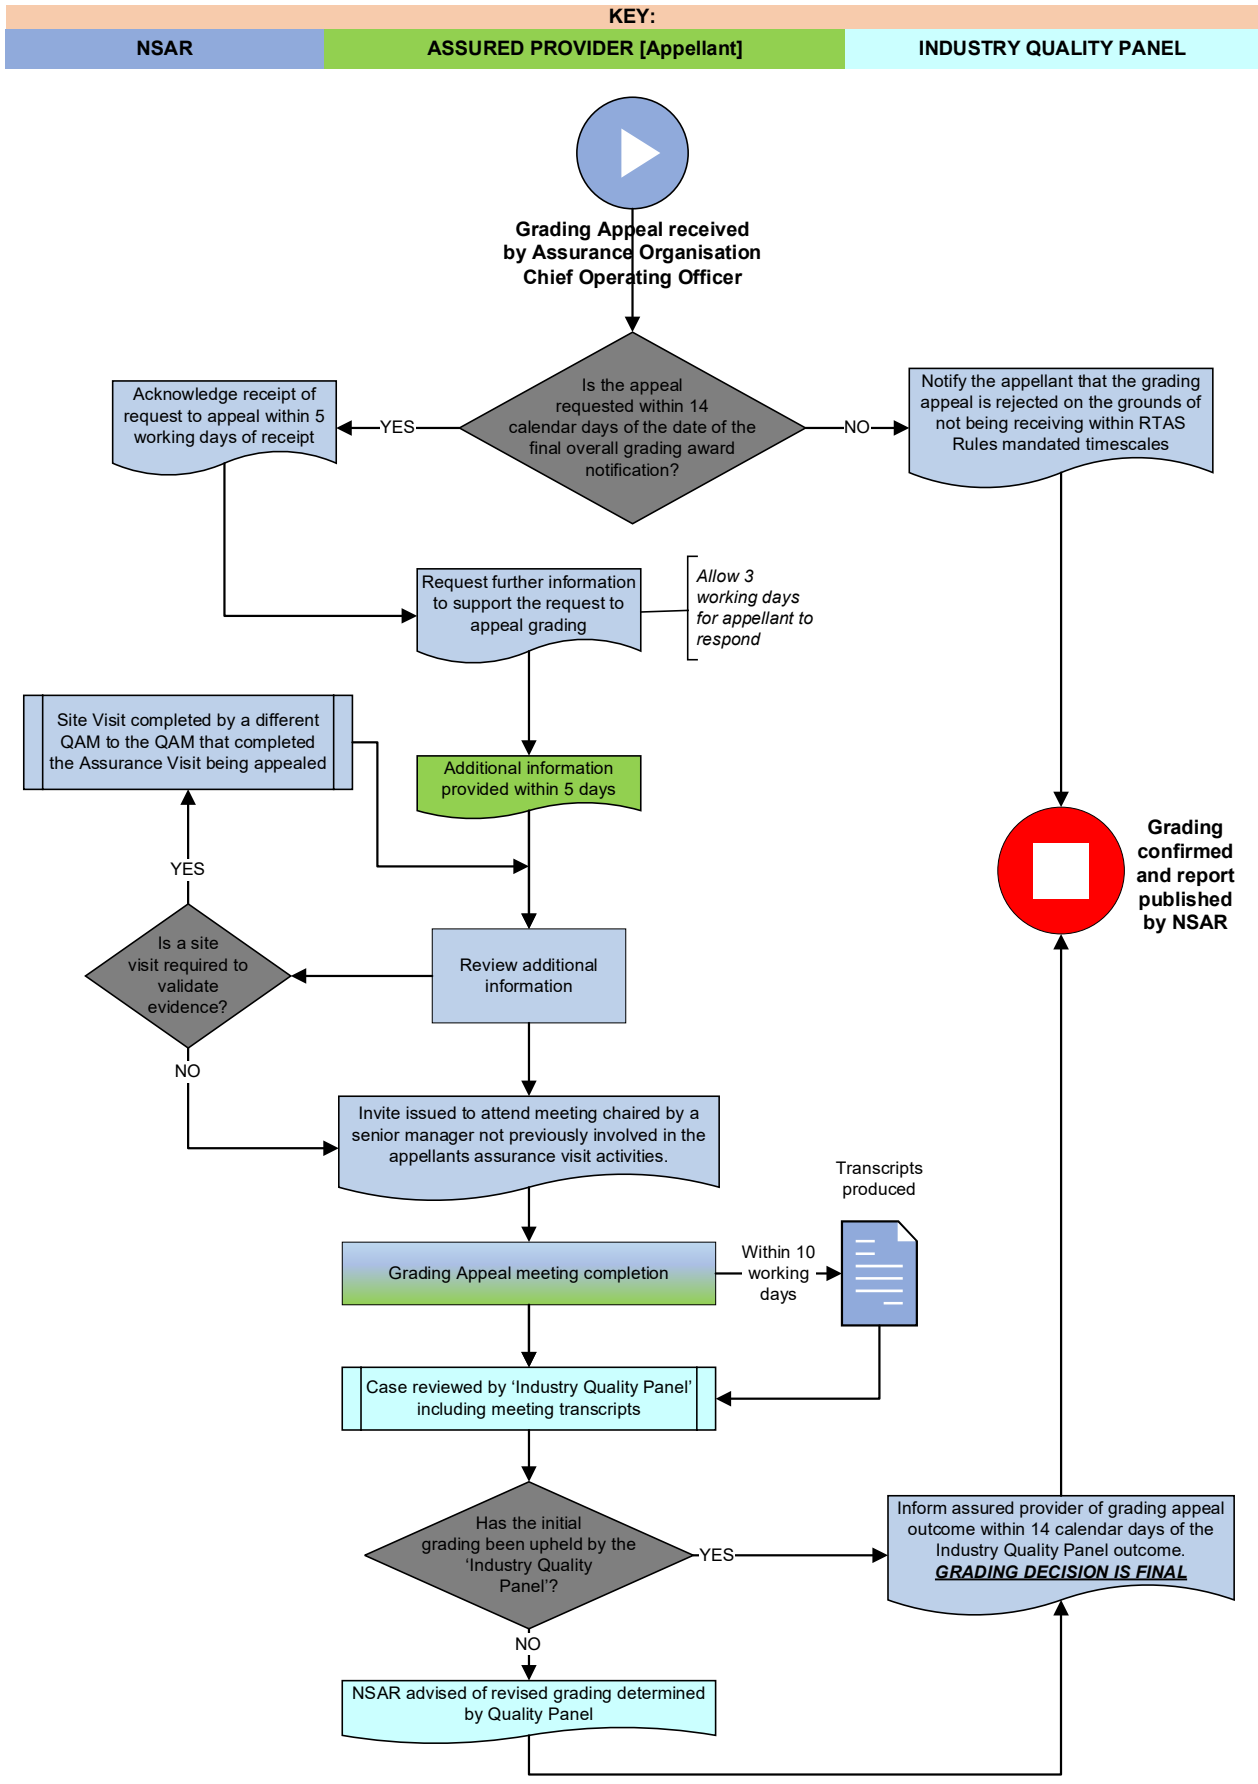 KEY:
NSAR
ASSURED PROVIDER [Appellant]
INDUSTRY QUALITY PANEL
Grading Appeal received
by Assurance Organisation
Chief Operating Officer
Is the appeal
requested within 14
calendar days of the date of the
final overall grading award
notification?
YES
NO
Acknowledge receipt of
request to appeal within 5
working days of receipt
Notify the appellant that the grading
appeal is rejected on the grounds of
not being receiving within RTAS
Rules mandated timescales
Request further information
to support the request to
appeal grading
Allow 3
working days
for appellant to
respond
Site Visit completed by a different
QAM to the QAM that completed
the Assurance Visit being appealed
Additional information
provided within 5 days
Grading
confirmed
and report
published
by NSAR
YES
Is a site
visit required to
validate
evidence?
Review additional
information
NO
Invite issued to attend meeting chaired by a
senior manager not previously involved in the
appellants assurance visit activities.
Transcripts
produced
Grading Appeal meeting completion
Within 10
working
days
Case reviewed by ‘Industry Quality Panel’
including meeting transcripts
Has the initial
grading been upheld by the
‘Industry Quality
Panel’?
YES
Inform assured provider of grading appeal
outcome within 14 calendar days of the
Industry Quality Panel outcome.
GRADING DECISION IS FINAL
NO
NSAR advised of revised grading determined
by Quality Panel